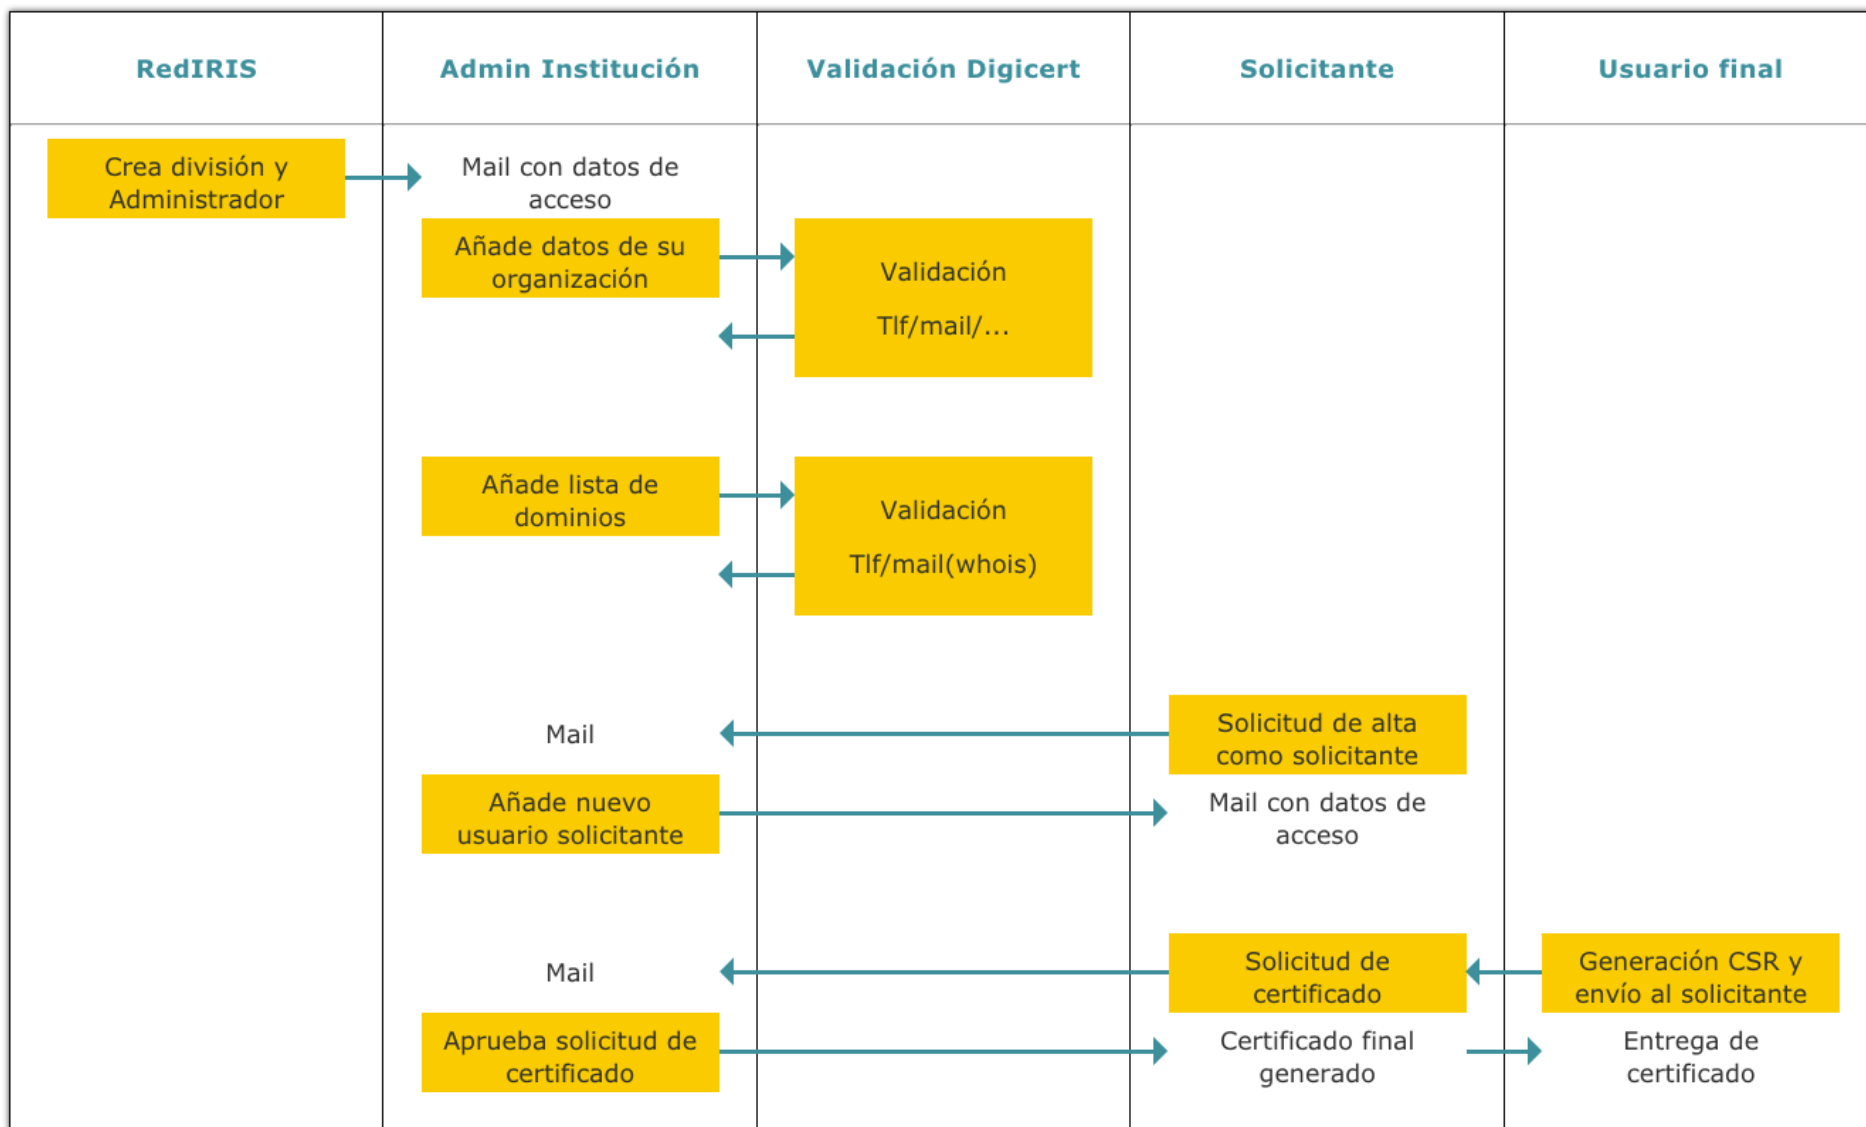 RedIRIS
Admin Institución
Validación Digicert
Solicitante
Usuario final
Crea división y
Administrador
Mail con datos de
acceso
Añade datos de su
organización
Validación
Tlf/mail/...
Añade lista de
dominios
Validación
Tlf/mail(whois)
Mail
Solicitud de alta
como solicitante
Añade nuevo
usuario solicitante
Mail con datos de
acceso
Mail
Solicitud de
certificado
Generación CSR y
envío al solicitante
Aprueba solicitud de
certificado
Certificado final
generado
Entrega de
certificado